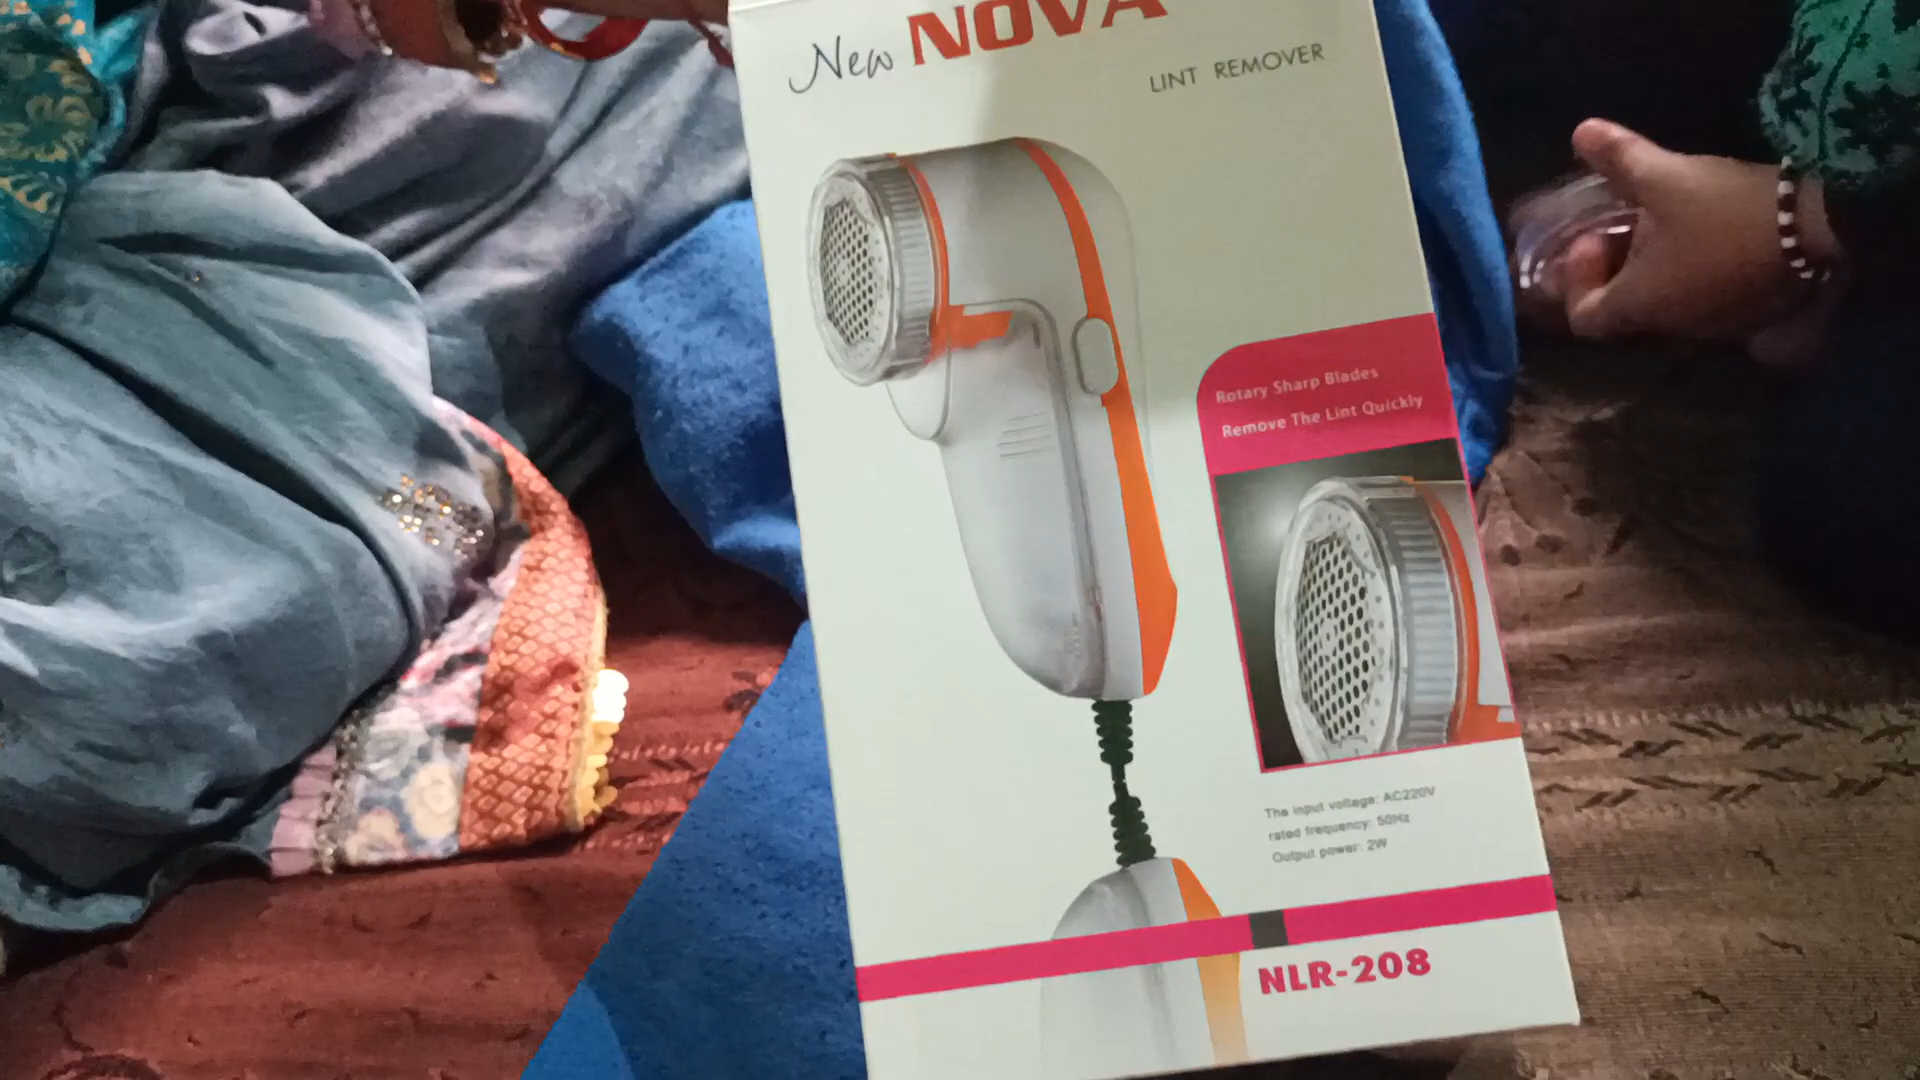 New NOVA
LINT REMOVER
Rotary Sharp Blades
Remove The Lint Quickly
The input voltage: AC220V
rated frequency: 50Hz
Output power: 2W
NLR-208